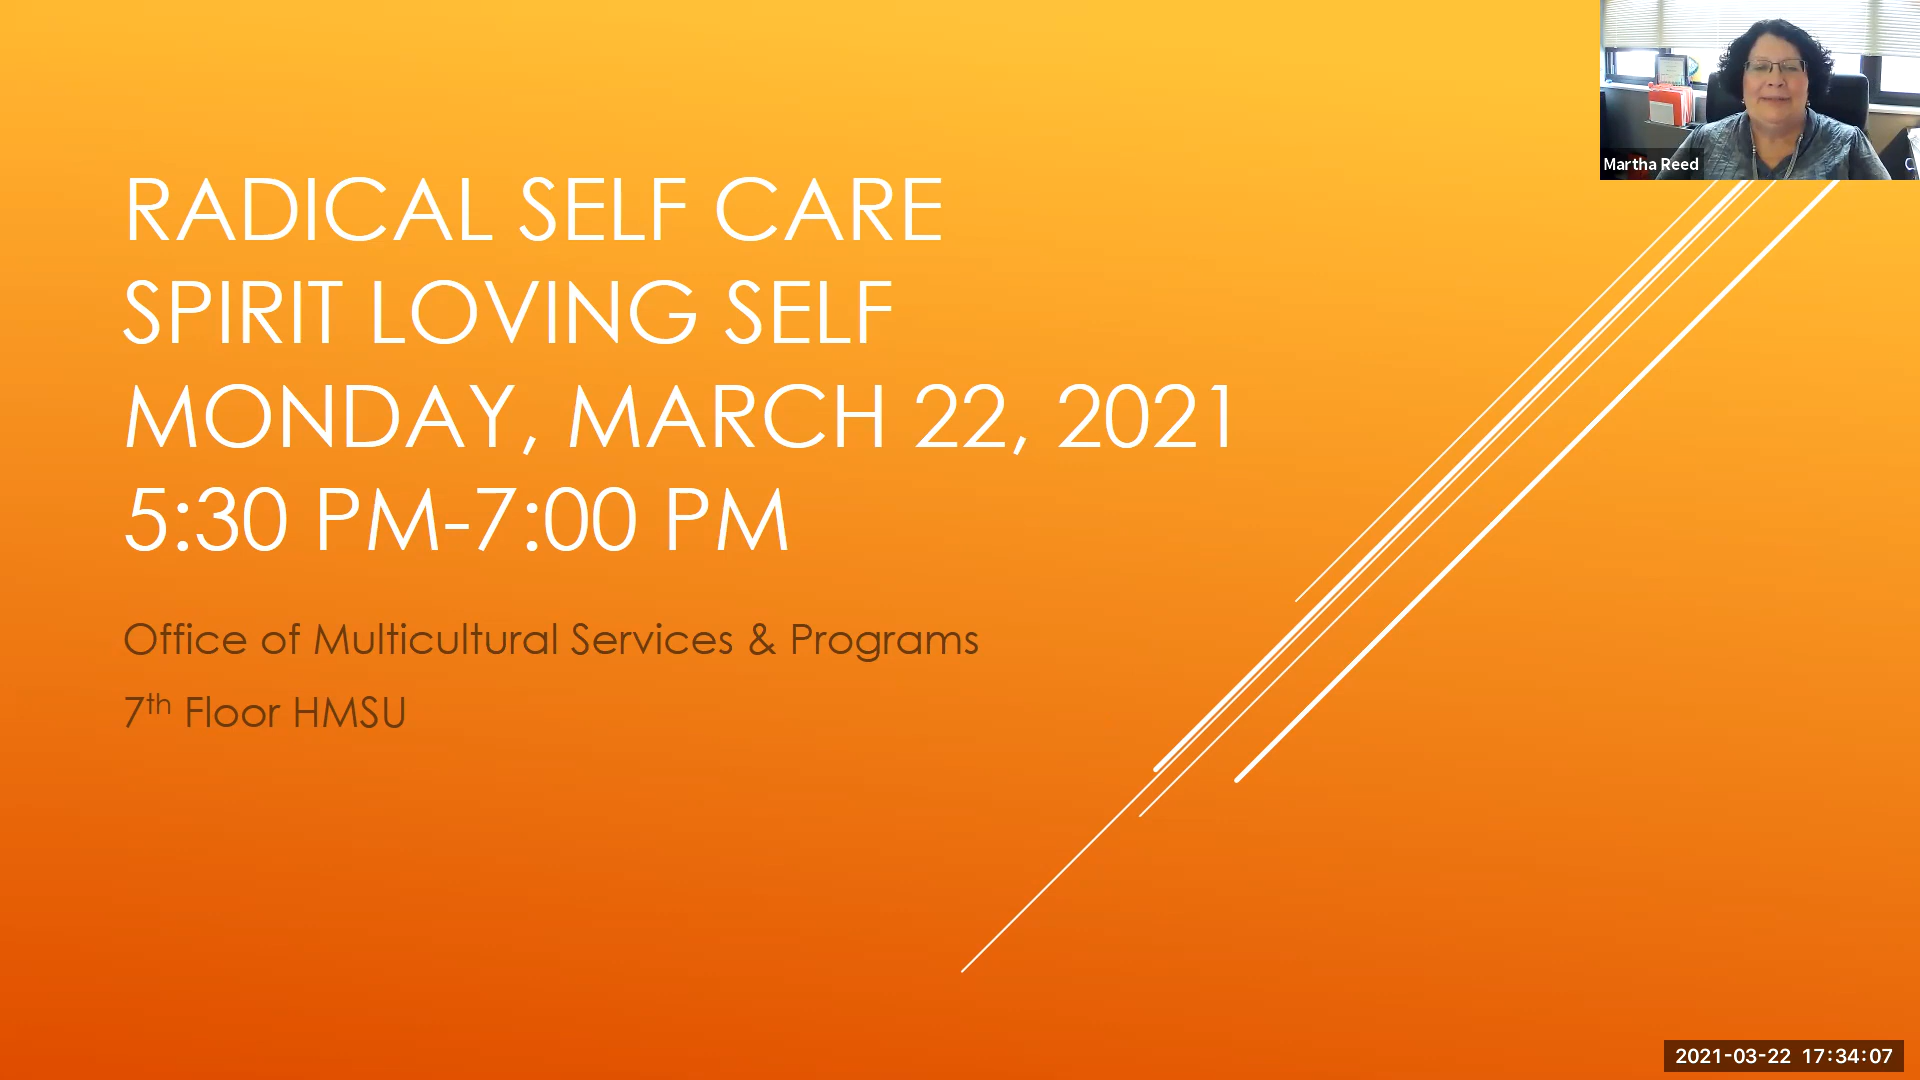 RADICAL SELF CARE
SPIRIT LOVING SELF
MONDAY, MARCH 22, 2021
5:30 PM-7:00 PM
Office of Multicultural Services & Programs
7th Floor HMSU
Martha Reed
2021-03-22 17:34:07